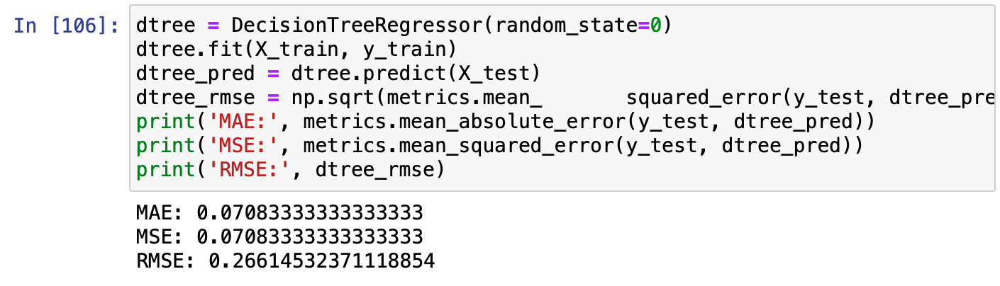 In [106]: dtree = DecisionTreeRegressor(random_state=0)
dtree.fit(X_train, y_train)
dtree_pred = dtree.predict(X_test)
dtree_rmse = np.sqrt(metrics.mean_       squared_error(y_test, dtree_pre
print('MAE:', metrics.mean_absolute_error(y_test, dtree_pred))
print('MSE:', metrics.mean_squared_error(y_test, dtree_pred))
print('RMSE:', dtree_rmse)
MAE: 0.07083333333333333
MSE: 0.07083333333333333
RMSE: 0.26614532371118854